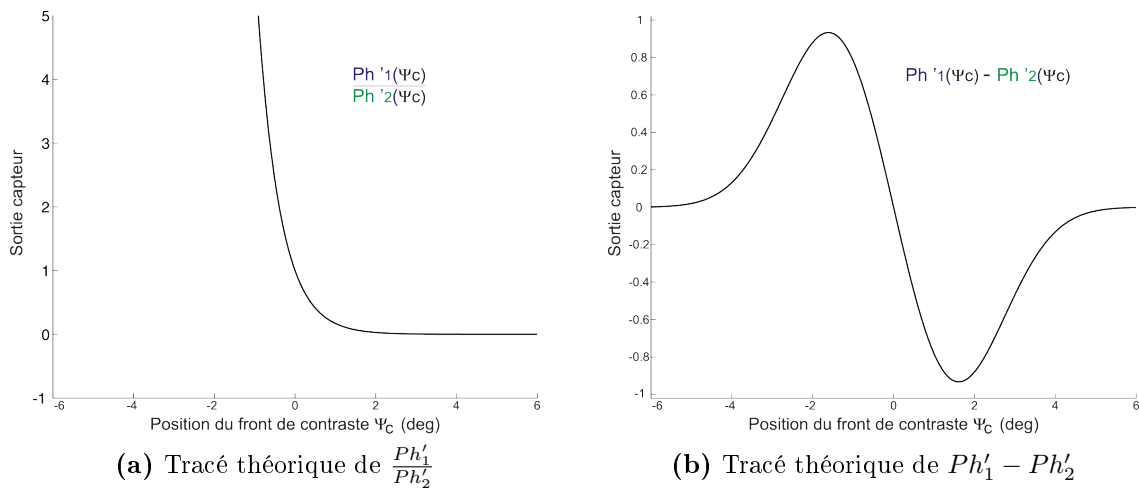 5
4
3
2
1
0
-1
-6 -4 -2 0 2 4 6
Sortie capteur
Ph '1(Ψc)
Ph '2(Ψc)
Position du front de contraste Ψc (deg)
(a) Tracé théorique de Ph′1/Ph′2
1
0.8
0.6
0.4
0.2
0
-0.2
-0.4
-0.6
-0.8
-1
-6 -4 -2 0 2 4 6
Sortie capteur
Ph '1(Ψc) - Ph '2(Ψc)
Position du front de contraste Ψc (deg)
(b) Tracé théorique de Ph′1 − Ph′2